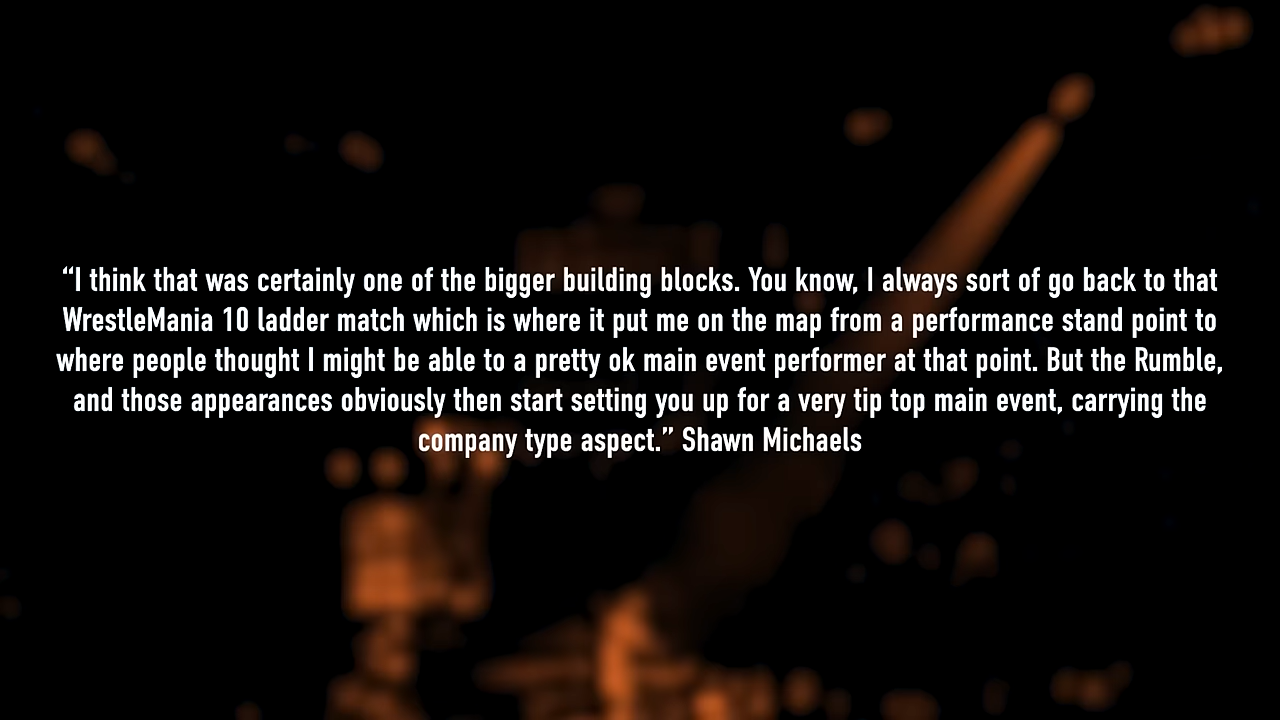 “I think that was certainly one of the bigger building blocks. You know, I always sort of go back to that
WrestleMania 10 ladder match which is where it put me on the map from a performance stand point to
where people thought I might be able to a pretty ok main event performer at that point. But the Rumble,
and those appearances obviously then start setting you up for a very tip top main event, carrying the
company type aspect.” Shawn Michaels